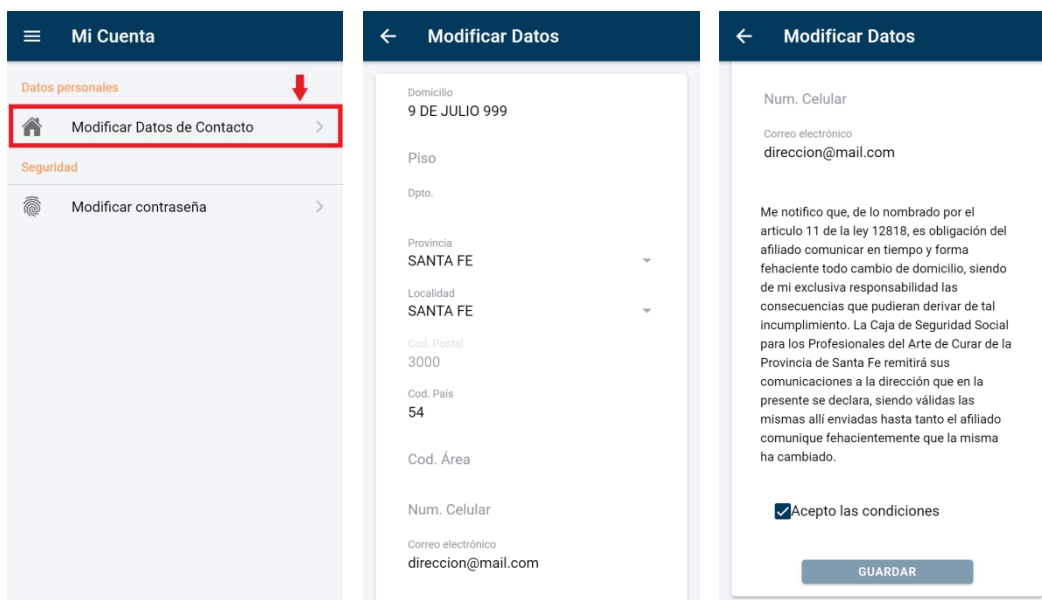 Mi Cuenta
Datos personales
Modificar Datos de Contacto
Seguridad
Modificar contraseña
Modificar Datos
Domicilio
9 DE JULIO 999
Piso
Dpto.
Provincia
SANTA FE
Localidad
SANTA FE
Cod. Postal
3000
Cod. País
54
Cod. Área
Num. Celular
Correo electrónico
direccion@mail.com
Modificar Datos
Num. Celular
Correo electrónico
direccion@mail.com
Me notifico que, de lo nombrado por el
articulo 11 de la ley 12818, es obligación del
afiliado comunicar en tiempo y forma
fehaciente todo cambio de domicilio, siendo
de mi exclusiva responsabilidad las
consecuencias que pudieran derivar de tal
incumplimiento. La Caja de Seguridad Social
para los Profesionales del Arte de Curar de la
Provincia de Santa Fe remitirá sus
comunicaciones a la dirección que en la
presente se declara, siendo válidas las
mismas allí enviadas hasta tanto el afiliado
comunique fehacientemente que la misma
ha cambiado.
Acepto las condiciones
GUARDAR